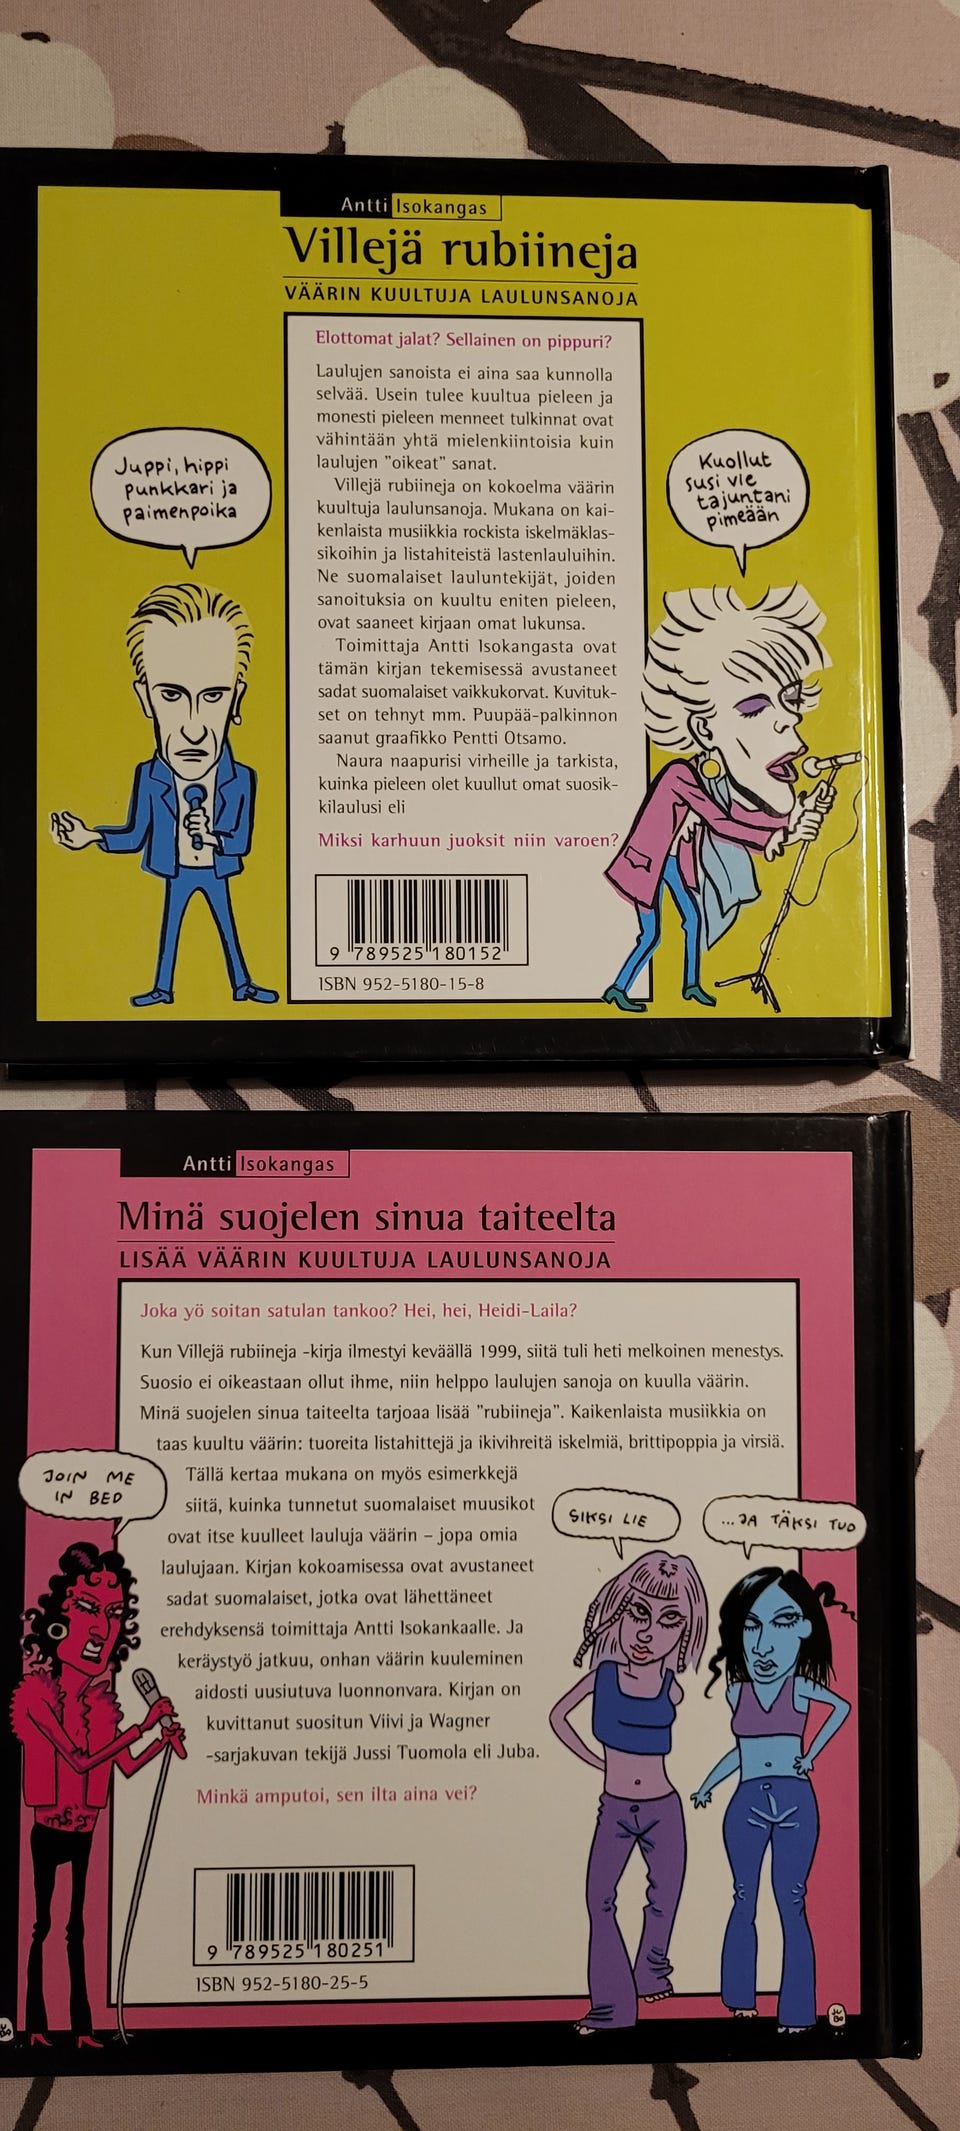 Antti Isokangas
Villejä rubiineja
VÄÄRIN KUULTUJA LAULUNSANOJA
Elottomat jalat? Sellainen on pippuri?
Laulujen sanoista ei aina saa kunnolla
selvää. Usein tulee kuultua pieleen ja
monesti pieleen menneet tulkinnat ovat
vähintään yhtä mielenkiintoisia kuin
laulujen "oikeat" sanat.
Villejä rubiineja on kokoelma väärin
kuultuja laulunsanoja. Mukana on kai-
kenlaista musiikkia rockista iskelmäklas-
sikoihin ja listahiteistä lastenlauluihin.
Ne suomalaiset lauluntekijät, joiden
sanoituksia on kuultu eniten pieleen,
ovat saaneet kirjaan omat lukunsa.
Toimittaja Antti Isokangasta ovat
tämän kirjan tekemisessä avustaneet
sadat suomalaiset vaikkukorvat. Kuvituk-
set on tehnyt mm. Puupää-palkinnon
saanut graafikko Pentti Otsamo.
Naura naapurisi virheille ja tarkista,
kuinka pieleen olet kuullut omat suosik-
kilaulusi eli
Miksi karhuun juoksit niin varoen?
Juppi, hippi
punkkari ja
paimenpoika
Kuollut
susi vie
tajuntani
pimeään
9 789525 180152
ISBN 952-5180-15-8
Antti Isokangas
Minä suojelen sinua taiteelta
LISÄÄ VÄÄRIN KUULTUJA LAULUNSANOJA
Joka yö soitan satulan tankoo? Hei, hei, Heidi-Laila?
Kun Villejä rubiineja -kirja ilmestyi keväällä 1999, siitä tuli heti melkoinen menestys.
Suosio ei oikeastaan ollut ihme, niin helppo laulujen sanoja on kuulla väärin.
Minä suojelen sinua taiteelta tarjoaa lisää "rubiineja". Kaikenlaista musiikkia on
taas kuultu väärin: tuoreita listahittejä ja ikivihreitä iskelmiä, brittipoppia ja virsiä.
Tällä kertaa mukana on myös esimerkkejä
siitä, kuinka tunnetut suomalaiset muusikot
ovat itse kuulleet lauluja väärin – jopa omia
laulujaan. Kirjan kokoamisessa ovat avustaneet
sadat suomalaiset, jotka ovat lähettäneet
erehdyksensä toimittaja Antti Isokankaalle. Ja
keräystyö jatkuu, onhan väärin kuuleminen
aidosti uusiutuva luonnonvara. Kirjan on
kuvittanut suositun Viivi ja Wagner
-sarjakuvan tekijä Jussi Tuomola eli Juba.
Minkä amputoi, sen ilta aina vei?
JOIN ME
IN BED
SIKSI LIE
...JA TÄKSI TUO
9 789525 180251
ISBN 952-5180-25-5
JU
BA
JU
BA